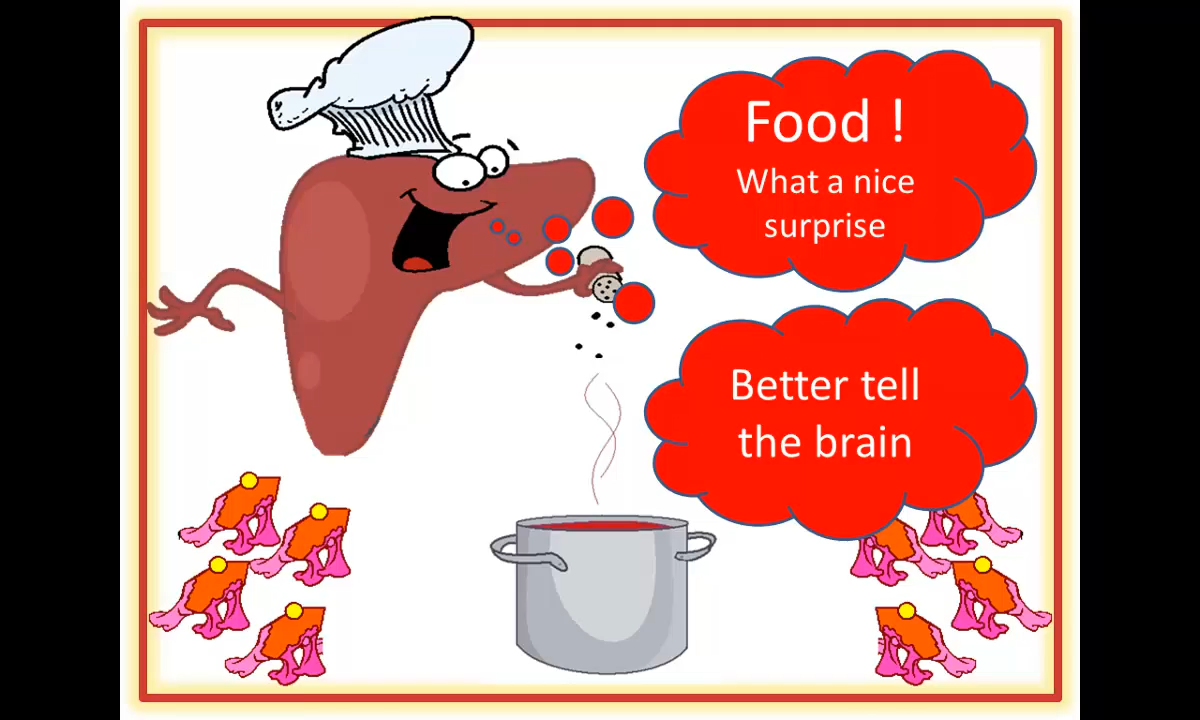 Food !
What a nice
surprise
Better tell
the brain